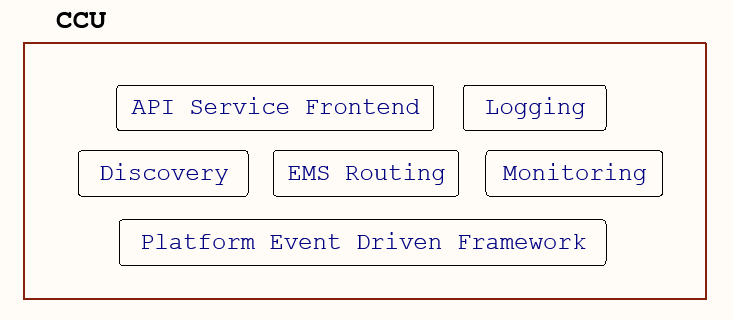 CCU
API Service Frontend
Logging
Discovery
EMS Routing
Monitoring
Platform Event Driven Framework